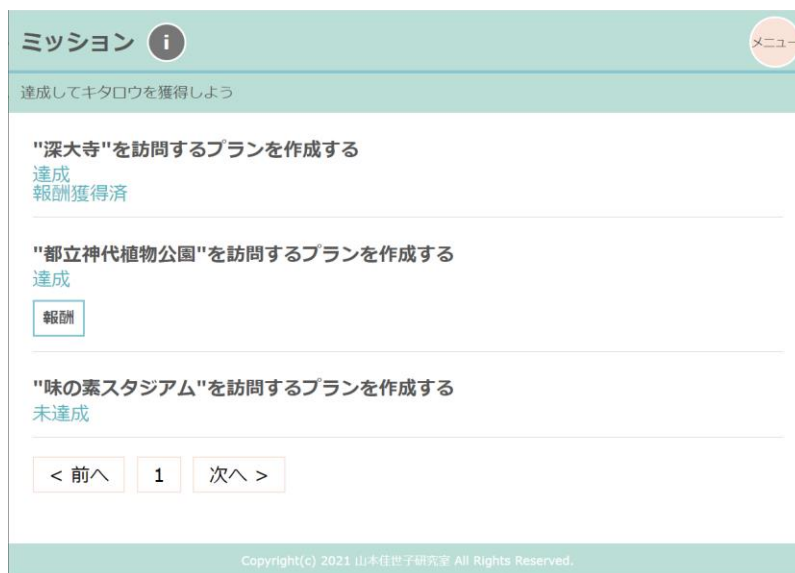 ミッション i
メニュー
達成してキタロウを獲得しよう
"深大寺"を訪問するプランを作成する
達成
報酬獲得済
"都立神代植物公園"を訪問するプランを作成する
達成
報酬
"味の素スタジアム"を訪問するプランを作成する
未達成
< 前へ 1 次へ >
Copyright(c) 2021 山本佳世子研究室 All Rights Reserved.